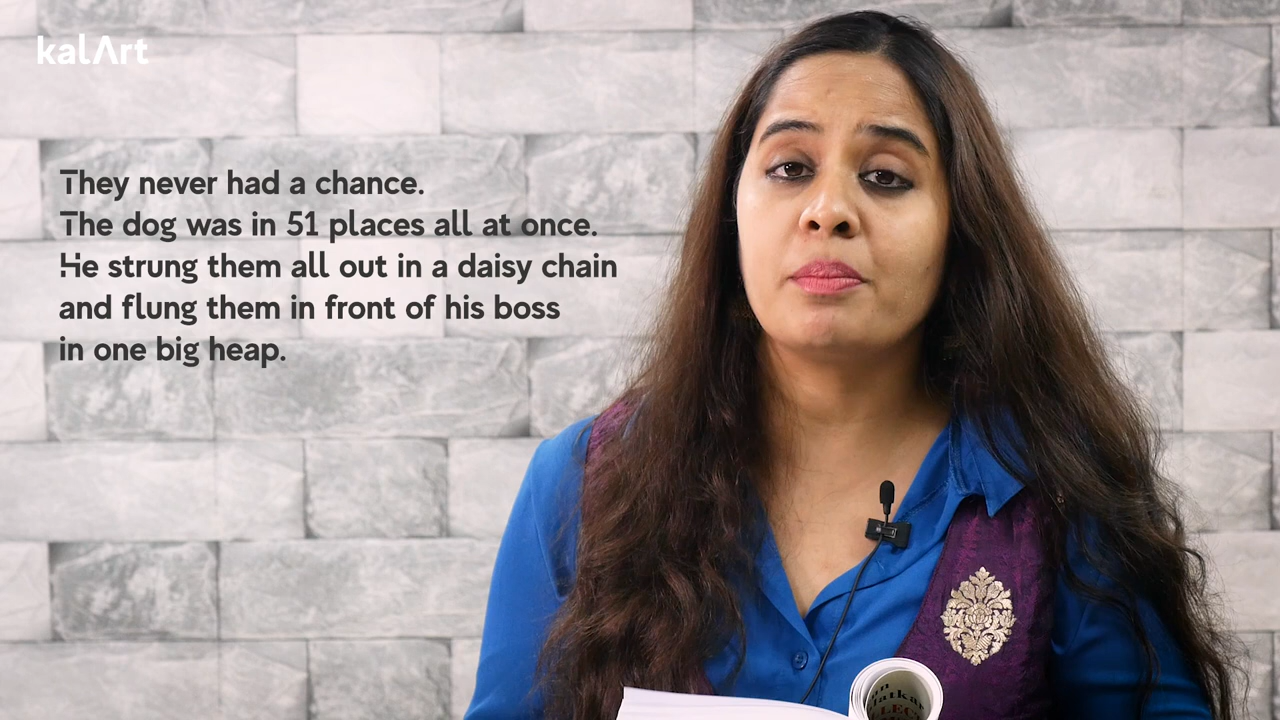 kalArt
They never had a chance.
The dog was in 51 places all at once.
He strung them all out in a daisy chain
and flung them in front of his boss
in one big heap.